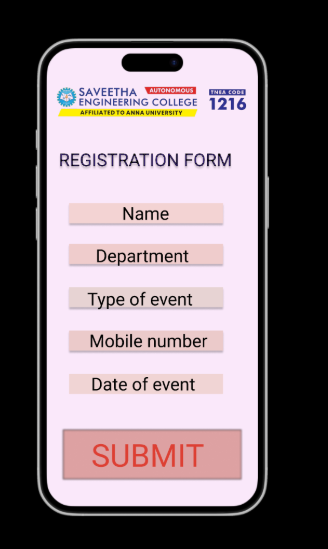 SAVEETHA AUTONOMOUS
ENGINEERING COLLEGE
AFFILIATED TO ANNA UNIVERSITY
TNEA CODE
1216
REGISTRATION FORM
Name
Department
Type of event
Mobile number
Date of event
SUBMIT